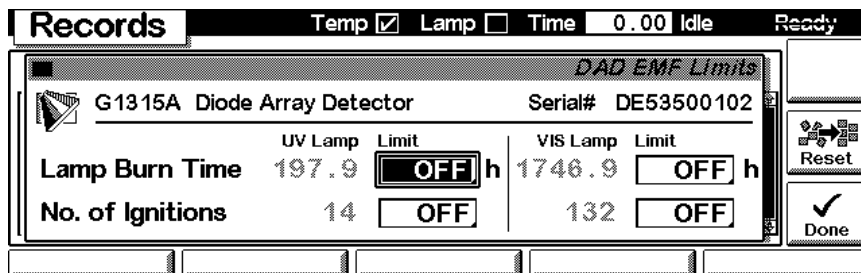 Records Temp Lamp Time 0.00 Idle Ready
DAD EMF Limits
G1315A Diode Array Detector Serial# DE53500102
UV Lamp Limit VIS Lamp Limit
Lamp Burn Time 197.9 OFF h 1746.9 OFF h
No. of Ignitions 14 OFF 132 OFF
Reset
Done